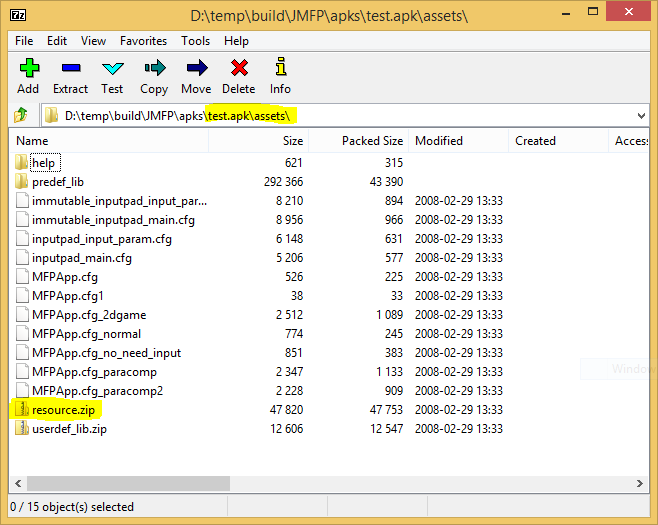 7z D:\temp\build\JMFP\apks\test.apk\assets\
File Edit View Favorites Tools Help
Add Extract Test Copy Move Delete Info
D:\temp\build\JMFP\apks\test.apk\assets\
Name Size Packed Size Modified Created Access
help 621 315
predef_lib 292 366 43 390
immutable_inputpad_input_par... 8 210 894 2008-02-29 13:33
immutable_inputpad_main.cfg 8 956 966 2008-02-29 13:33
inputpad_input_param.cfg 6 148 631 2008-02-29 13:33
inputpad_main.cfg 5 206 577 2008-02-29 13:33
MFPApp.cfg 526 225 2008-02-29 13:33
MFPApp.cfg1 38 33 2008-02-29 13:33
MFPApp.cfg_2dgame 2 512 1 089 2008-02-29 13:33
MFPApp.cfg_normal 774 245 2008-02-29 13:33
MFPApp.cfg_no_need_input 851 383 2008-02-29 13:33
Window
MFPApp.cfg_paracomp 2 347 1 133 2008-02-29 13:33
MFPApp.cfg_paracomp2 2 228 909 2008-02-29 13:33
resource.zip 47 820 47 753 2008-02-29 13:33
userdef_lib.zip 12 606 12 547 2008-02-29 13:33
0 / 15 object(s) selected